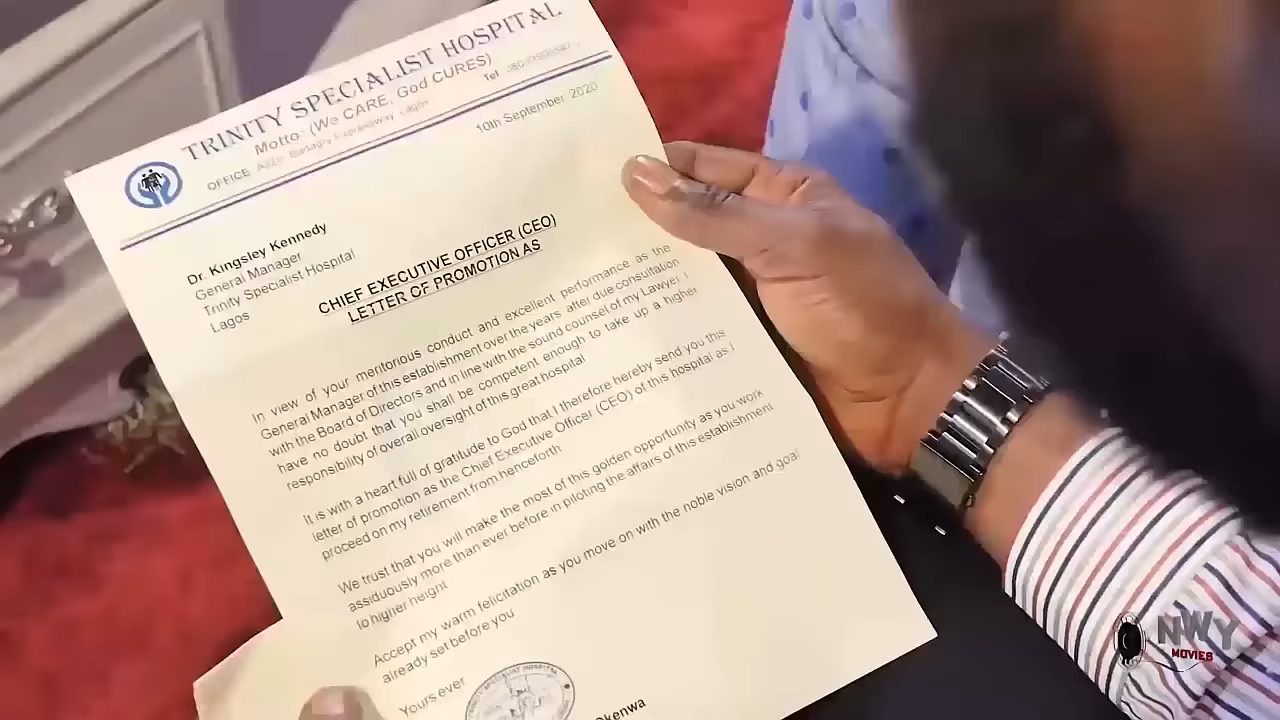 TRINITY SPECIALIST HOSPITAL
Motto: (We CARE, God CURES)
OFFICE Badagry Expressway Lagos
Tel
10th September 2020
Dr. Kingsley Kennedy
General Manager
Trinity Specialist Hospital
Lagos
CHIEF EXECUTIVE OFFICER (CEO)
LETTER OF PROMOTION AS
In view of your meritorious conduct and excellent performance as the
General Manager of this establishment over the years, after due consultation
with the Board of Directors and in line with the sound counsel of my Lawyer I
have no doubt that you shall be competent enough to take up a higher
responsibility of overall oversight of this great hospital
It is with a heart full of gratitude to God that I therefore hereby send you this
letter of promotion as the Chief Executive Officer (CEO) of this hospital as I
proceed on my retirement from henceforth
We trust that you will make the most of this golden opportunity as you work
assiduously more than ever before in piloting the affairs of this establishment
to higher height
Accept my warm felicitation as you move on with the noble vision and goal
already set before you
Yours ever
TRINITY SPECIALIST HOSPITAL
Okenwa
NWY
MOVIES